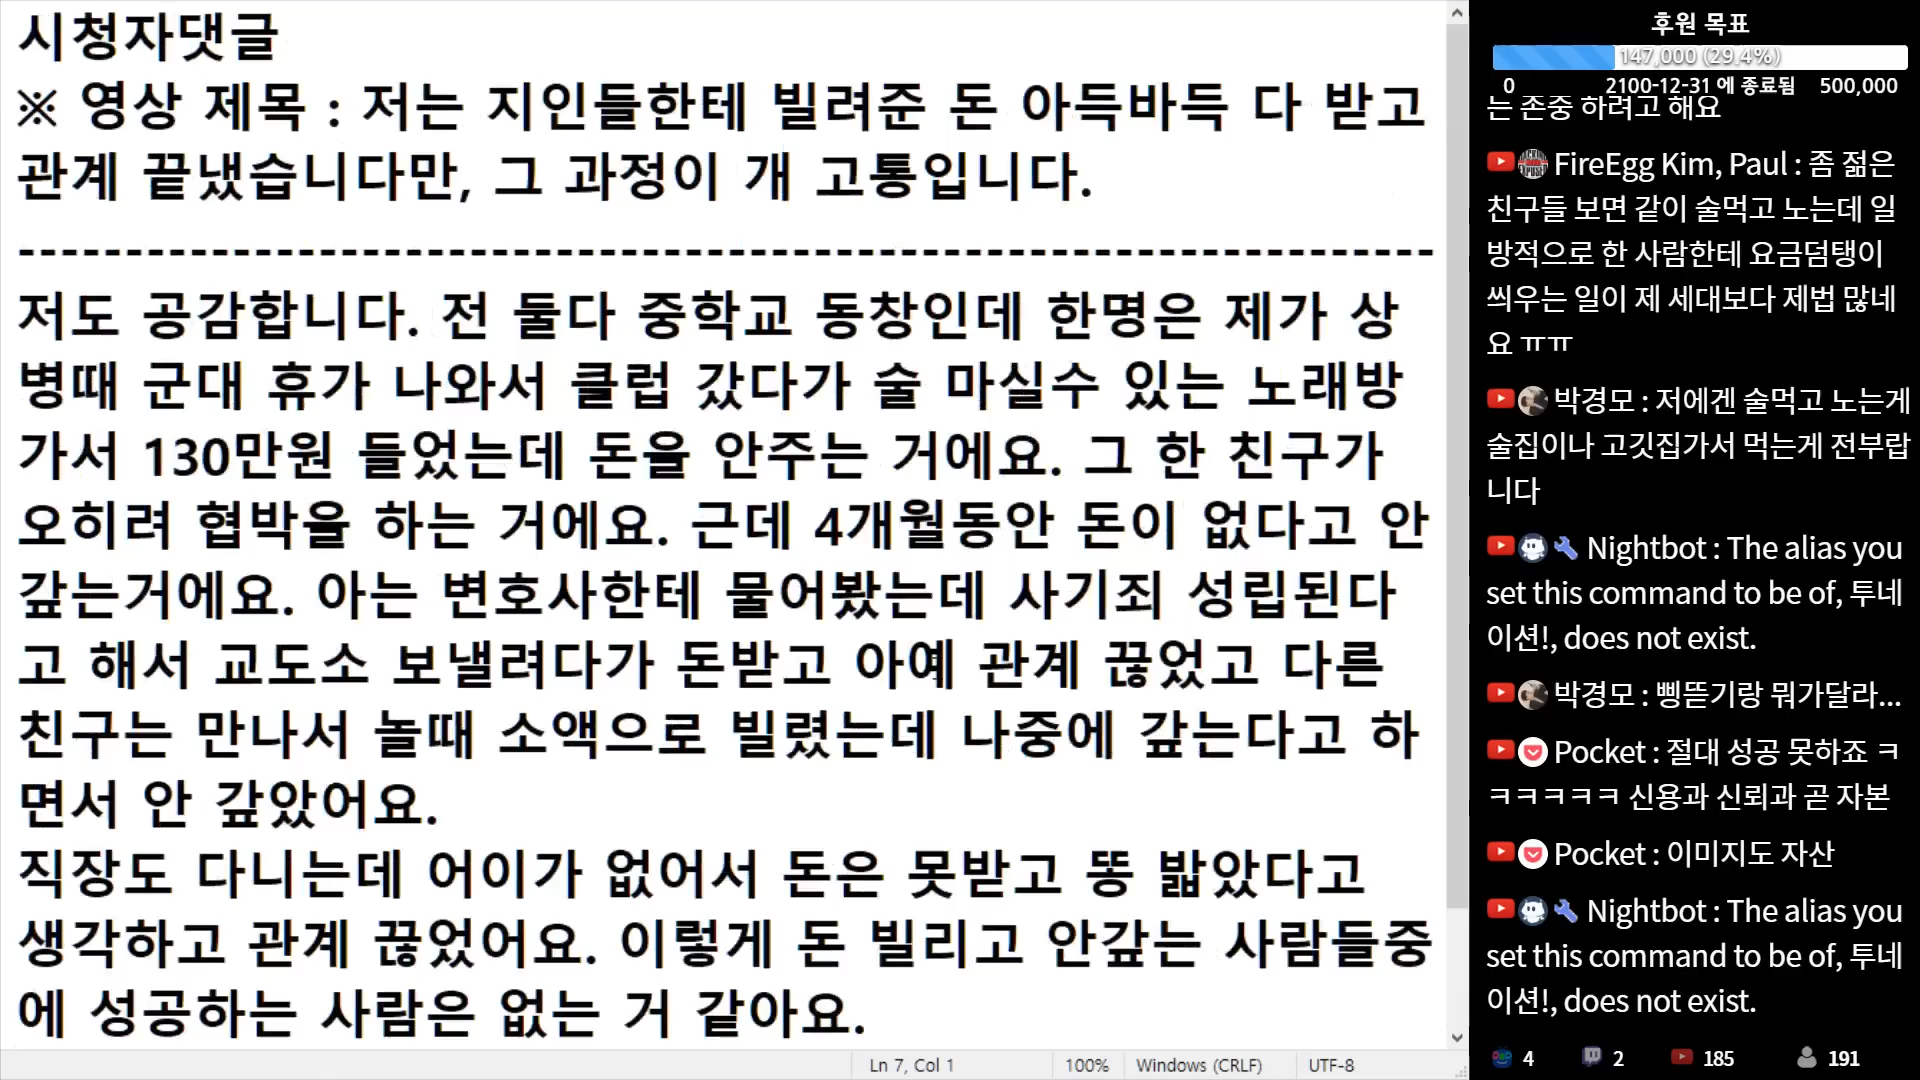 시청자댓글
※ 영상 제목 : 저는 지인들한테 빌려준 돈 아득바득 다 받고
관계 끝냈습니다만, 그 과정이 개 고통입니다.
------------------------------------------------------------------
저도 공감합니다. 전 둘다 중학교 동창인데 한명은 제가 상
병때 군대 휴가 나와서 클럽 갔다가 술 마실수 있는 노래방
가서 130만원 들었는데 돈을 안주는 거에요. 그 한 친구가
오히려 협박을 하는 거에요. 근데 4개월동안 돈이 없다고 안
갚는거에요. 아는 변호사한테 물어봤는데 사기죄 성립된다
고 해서 교도소 보낼려다가 돈받고 아예 관계 끊었고 다른
친구는 만나서 놀때 소액으로 빌렸는데 나중에 갚는다고 하
면서 안 갚았어요.
직장도 다니는데 어이가 없어서 돈은 못받고 똥 밟았다고
생각하고 관계 끊었어요. 이렇게 돈 빌리고 안갚는 사람들중
에 성공하는 사람은 없는 거 같아요.
Ln 7, Col 1 100% Windows (CRLF) UTF-8
후원 목표
147,000 (29.4%)
0 2100-12-31 에 종료됨 500,000
는 존중 하려고 해요
FireEgg Kim, Paul : 좀 젊은
친구들 보면 같이 술먹고 노는데 일
방적으로 한 사람한테 요금덤탱이
씌우는 일이 제 세대보다 제법 많네
요 ㅠㅠ
박경모 : 저에겐 술먹고 노는게
술집이나 고깃집가서 먹는게 전부랍
니다
Nightbot : The alias you
set this command to be of, 투네
이션!, does not exist.
박경모 : 삥뜯기랑 뭐가달라...
Pocket : 절대 성공 못하죠 ㅋ
ㅋㅋㅋㅋㅋ 신용과 신뢰과 곧 자본
Pocket : 이미지도 자산
Nightbot : The alias you
set this command to be of, 투네
이션!, does not exist.
4 2 185 191